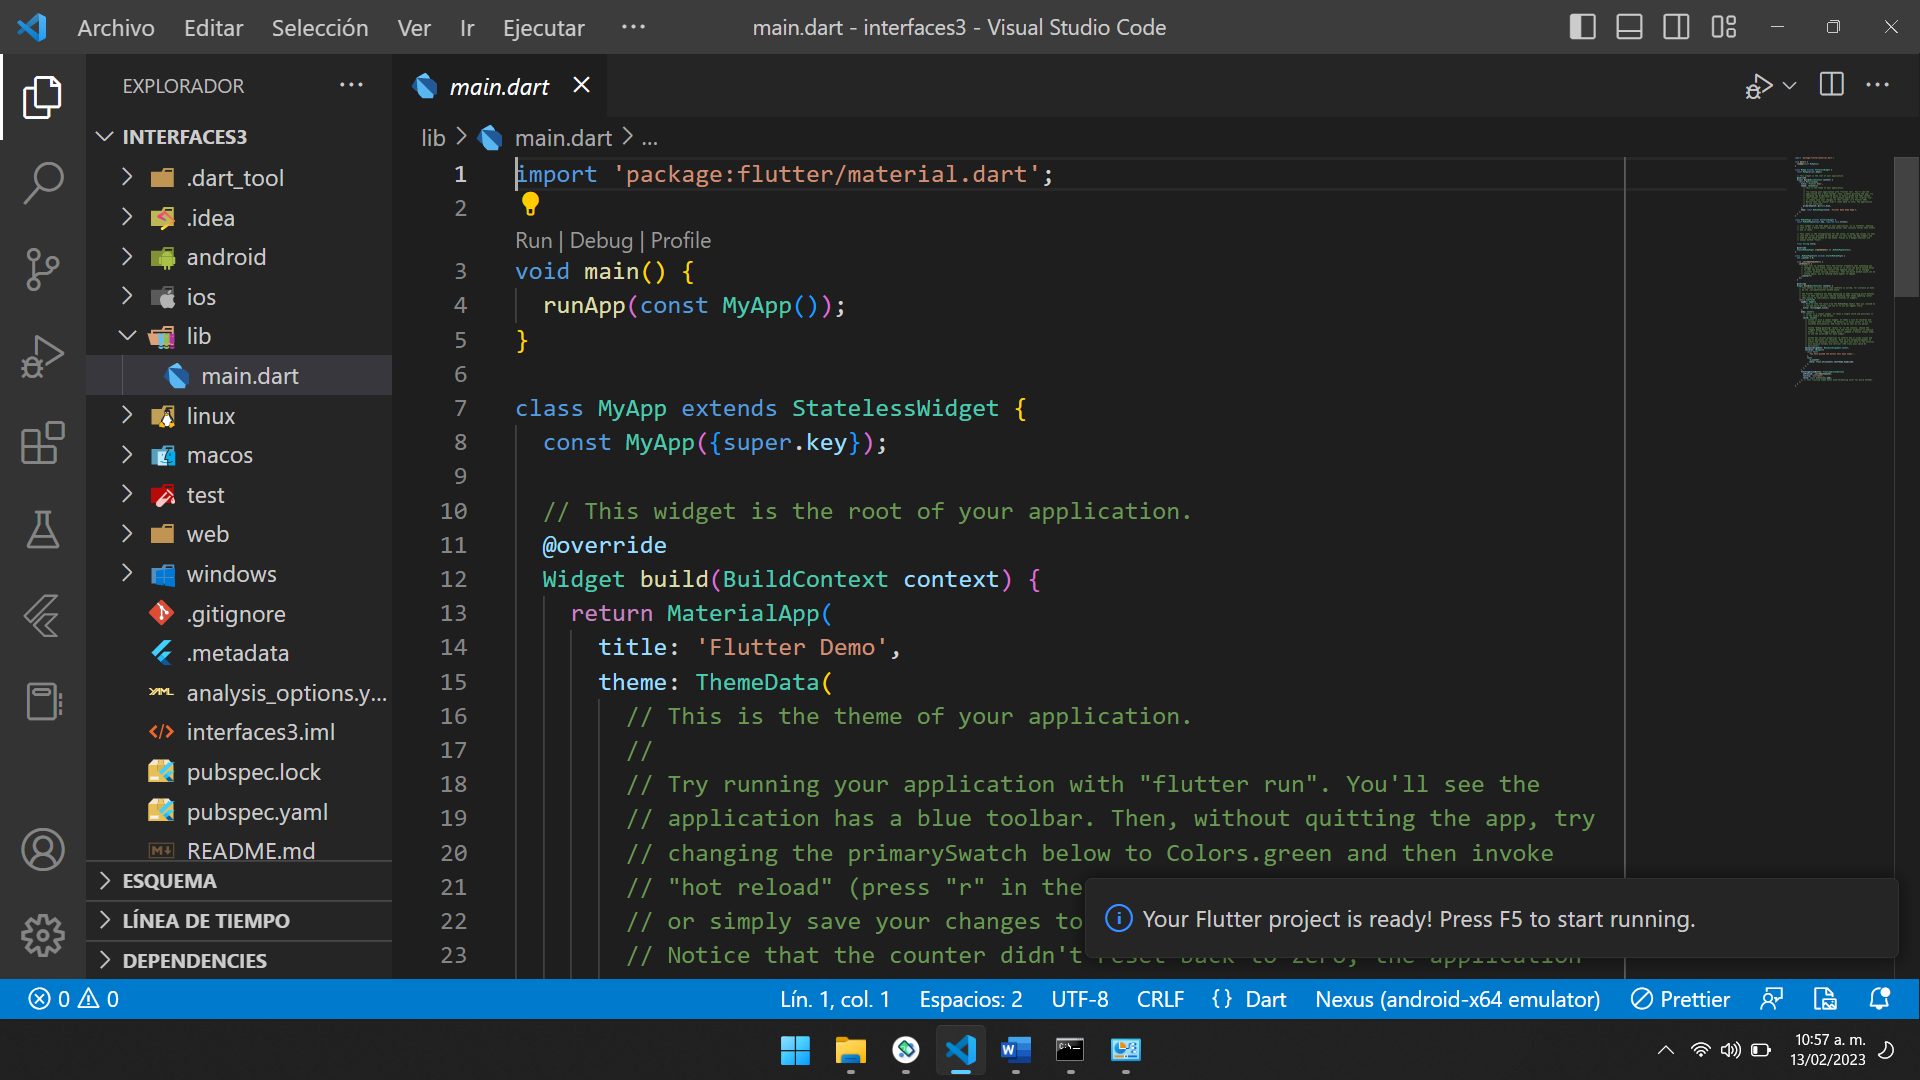 Archivo Editar Selección Ver Ir Ejecutar ··· main.dart - interfaces3 - Visual Studio Code
EXPLORADOR ···
INTERFACES3
.dart_tool
.idea
android
ios
lib
main.dart
linux
macos
test
web
windows
.gitignore
.metadata
analysis_options.y...
interfaces3.iml
pubspec.lock
pubspec.yaml
README.md
ESQUEMA
LÍNEA DE TIEMPO
DEPENDENCIES
main.dart
lib > main.dart > ...
1 import 'package:flutter/material.dart';
2
Run | Debug | Profile
3 void main() {
4 runApp(const MyApp());
5 }
6
7 class MyApp extends StatelessWidget {
8 const MyApp({super.key});
9
10 // This widget is the root of your application.
11 @override
12 Widget build(BuildContext context) {
13 return MaterialApp(
14 title: 'Flutter Demo',
15 theme: ThemeData(
16 // This is the theme of your application.
17 //
18 // Try running your application with "flutter run". You'll see the
19 // application has a blue toolbar. Then, without quitting the app, try
20 // changing the primarySwatch below to Colors.green and then invoke
21 // "hot reload" (press "r" in the
22 // or simply save your changes to
23 // Notice that the counter didn't reset back to zero; the application
Your Flutter project is ready! Press F5 to start running.
0 0 Lín. 1, col. 1 Espacios: 2 UTF-8 CRLF {} Dart Nexus (android-x64 emulator) Prettier
10:57 a. m.
13/02/2023